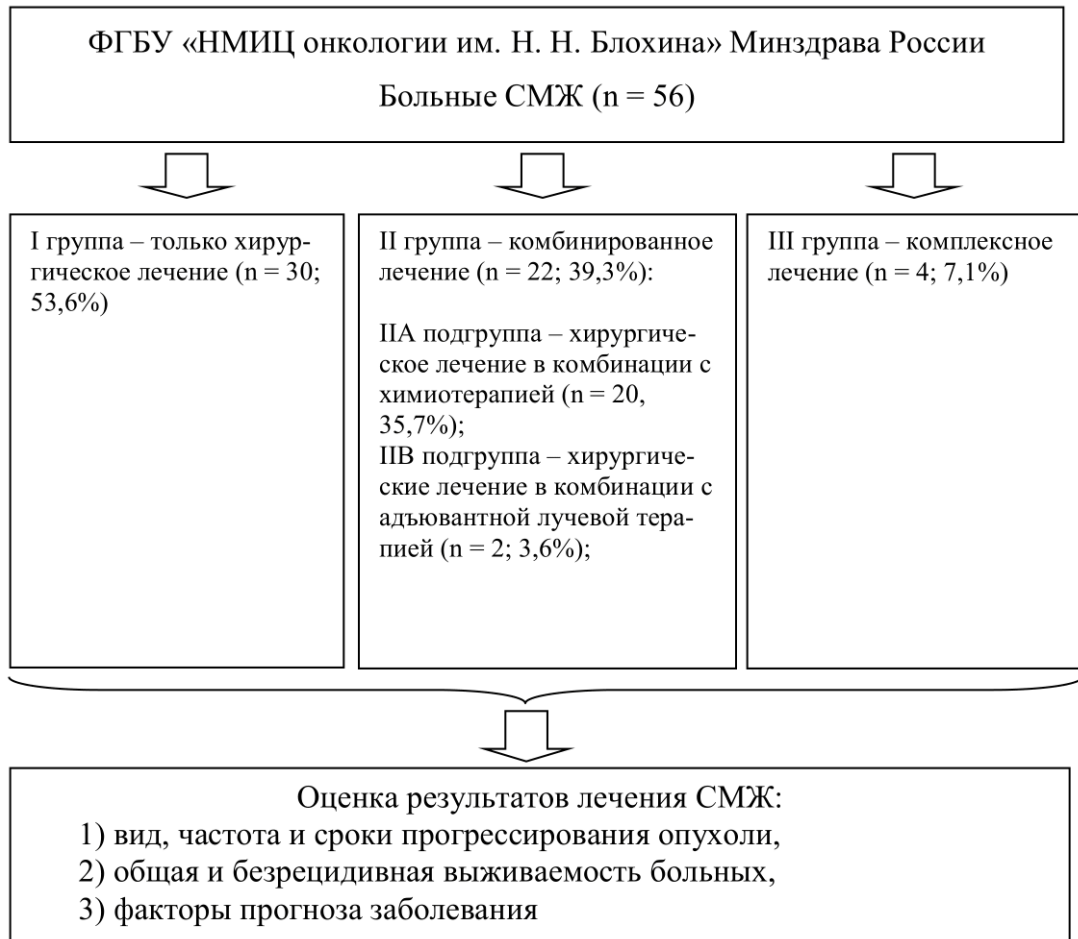 ФГБУ «НМИЦ онкологии им. Н. Н. Блохина» Минздрава России
Больные СМЖ (n = 56)
I группа – только хирур-
гическое лечение (n = 30;
53,6%)
II группа – комбинированное
лечение (n = 22; 39,3%):
IIA подгруппа – хирургиче-
ское лечение в комбинации с
химиотерапией (n = 20,
35,7%);
IIB подгруппа – хирургиче-
ские лечение в комбинации с
адъювантной лучевой тера-
пией (n = 2; 3,6%);
III группа – комплексное
лечение (n = 4; 7,1%)
Оценка результатов лечения СМЖ:
1) вид, частота и сроки прогрессирования опухоли,
2) общая и безрецидивная выживаемость больных,
3) факторы прогноза заболевания